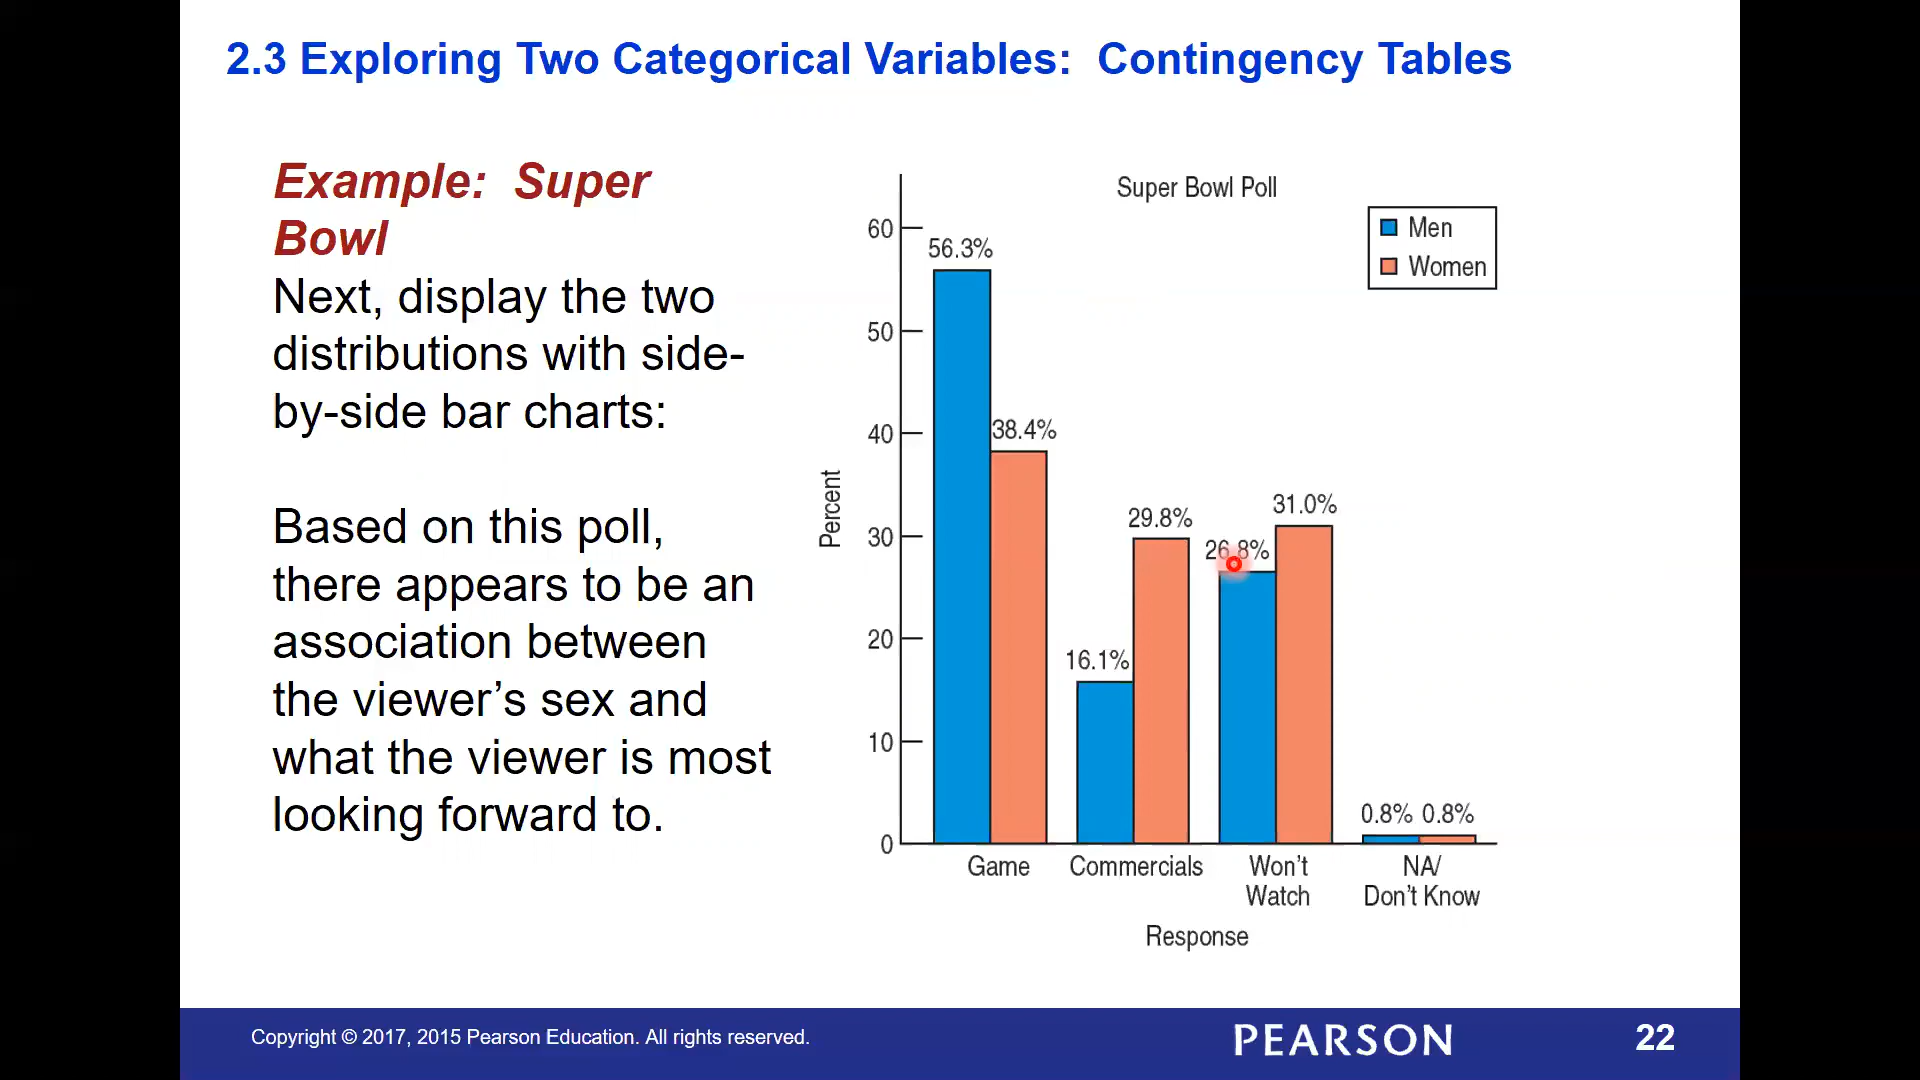 2.3 Exploring Two Categorical Variables:  Contingency Tables
Example:  Super
Bowl
Next, display the two
distributions with side-
by-side bar charts:
Based on this poll,
there appears to be an
association between
the viewer’s sex and
what the viewer is most
looking forward to.
Super Bowl Poll
Men
Women
Percent
60
50
40
30
20
10
0
56.3%
38.4%
16.1%
29.8%
26.8%
31.0%
0.8% 0.8%
Game
Commercials
Won’t
Watch
NA/
Don’t Know
Response
Copyright © 2017, 2015 Pearson Education. All rights reserved.
PEARSON
22